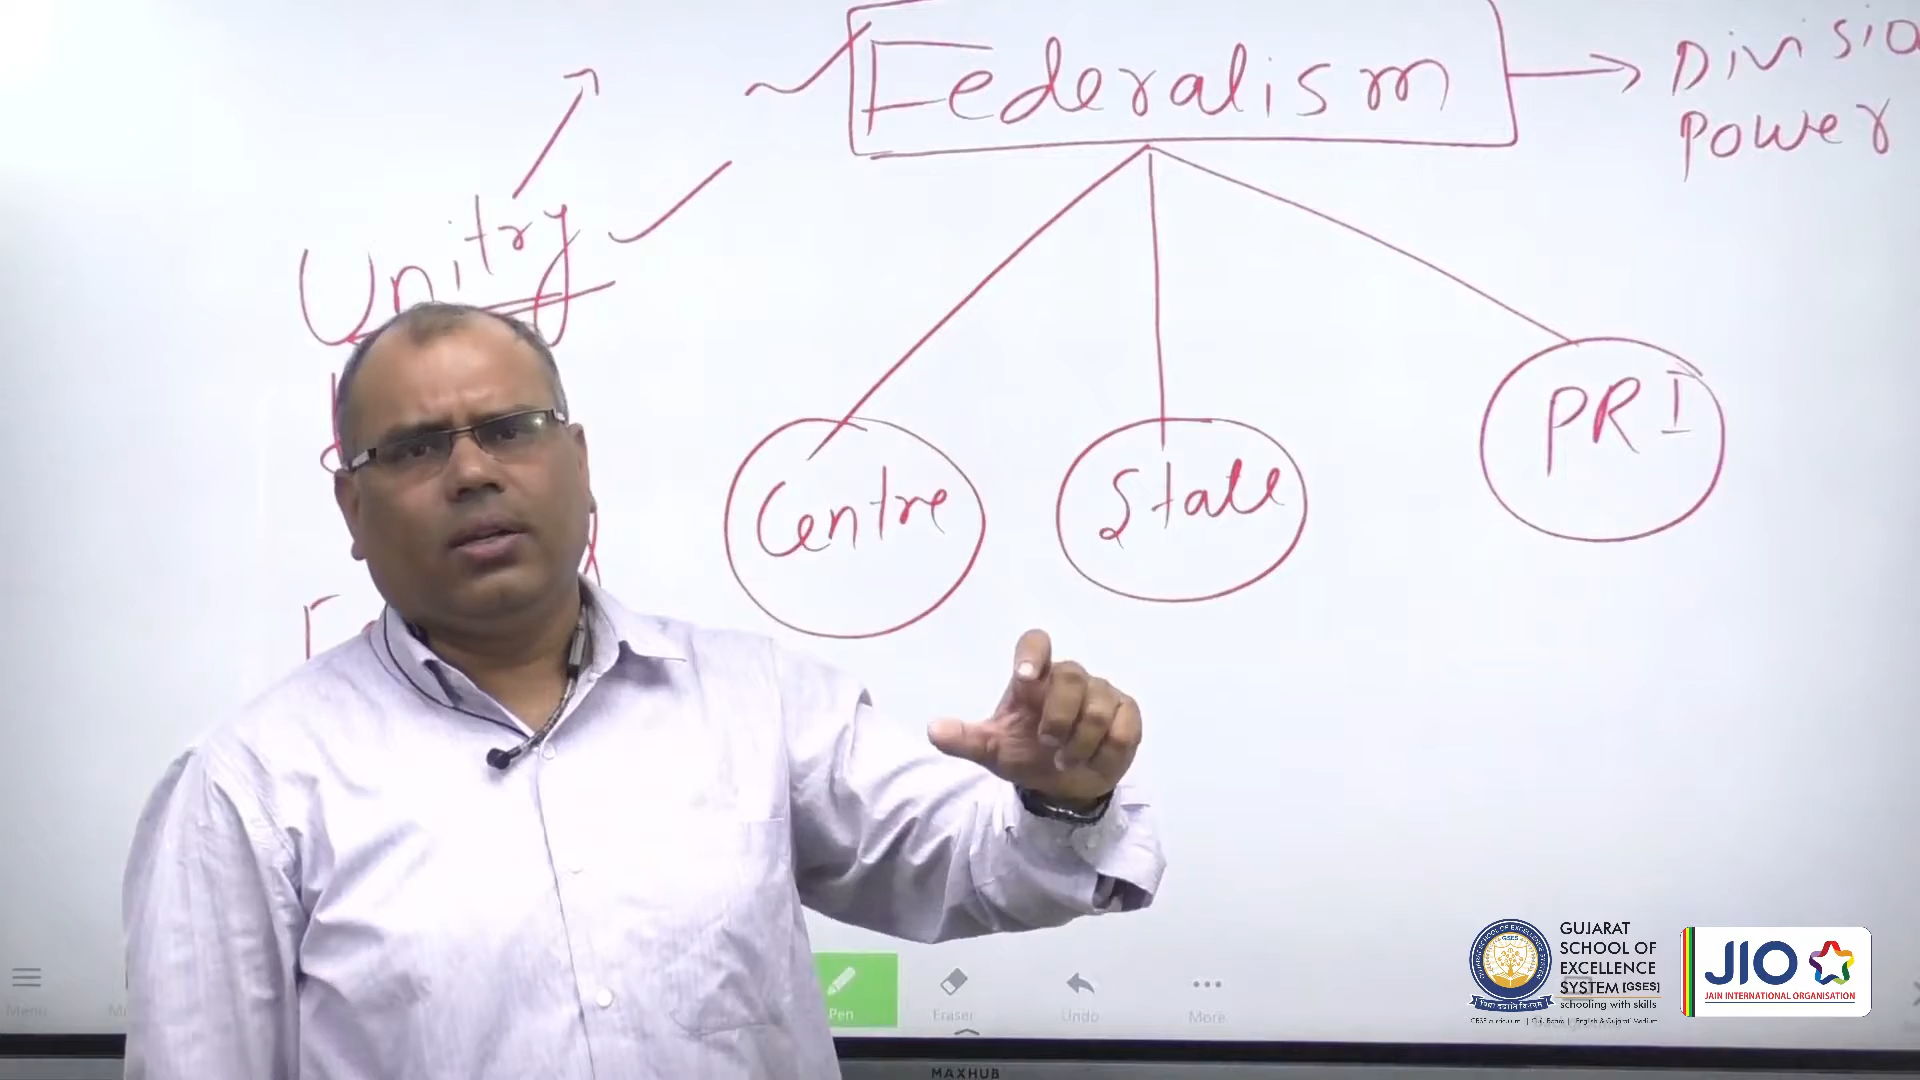 Federalism
Divisio
Power
Unitry
Centre
State
PRI
Pen
Eraser
Undo
More
MAXHUB
GUJARAT
SCHOOL OF
EXCELLENCE
SYSTEM [GSES]
schooling with skills
JIO
JAIN INTERNATIONAL ORGANISATION
Menu